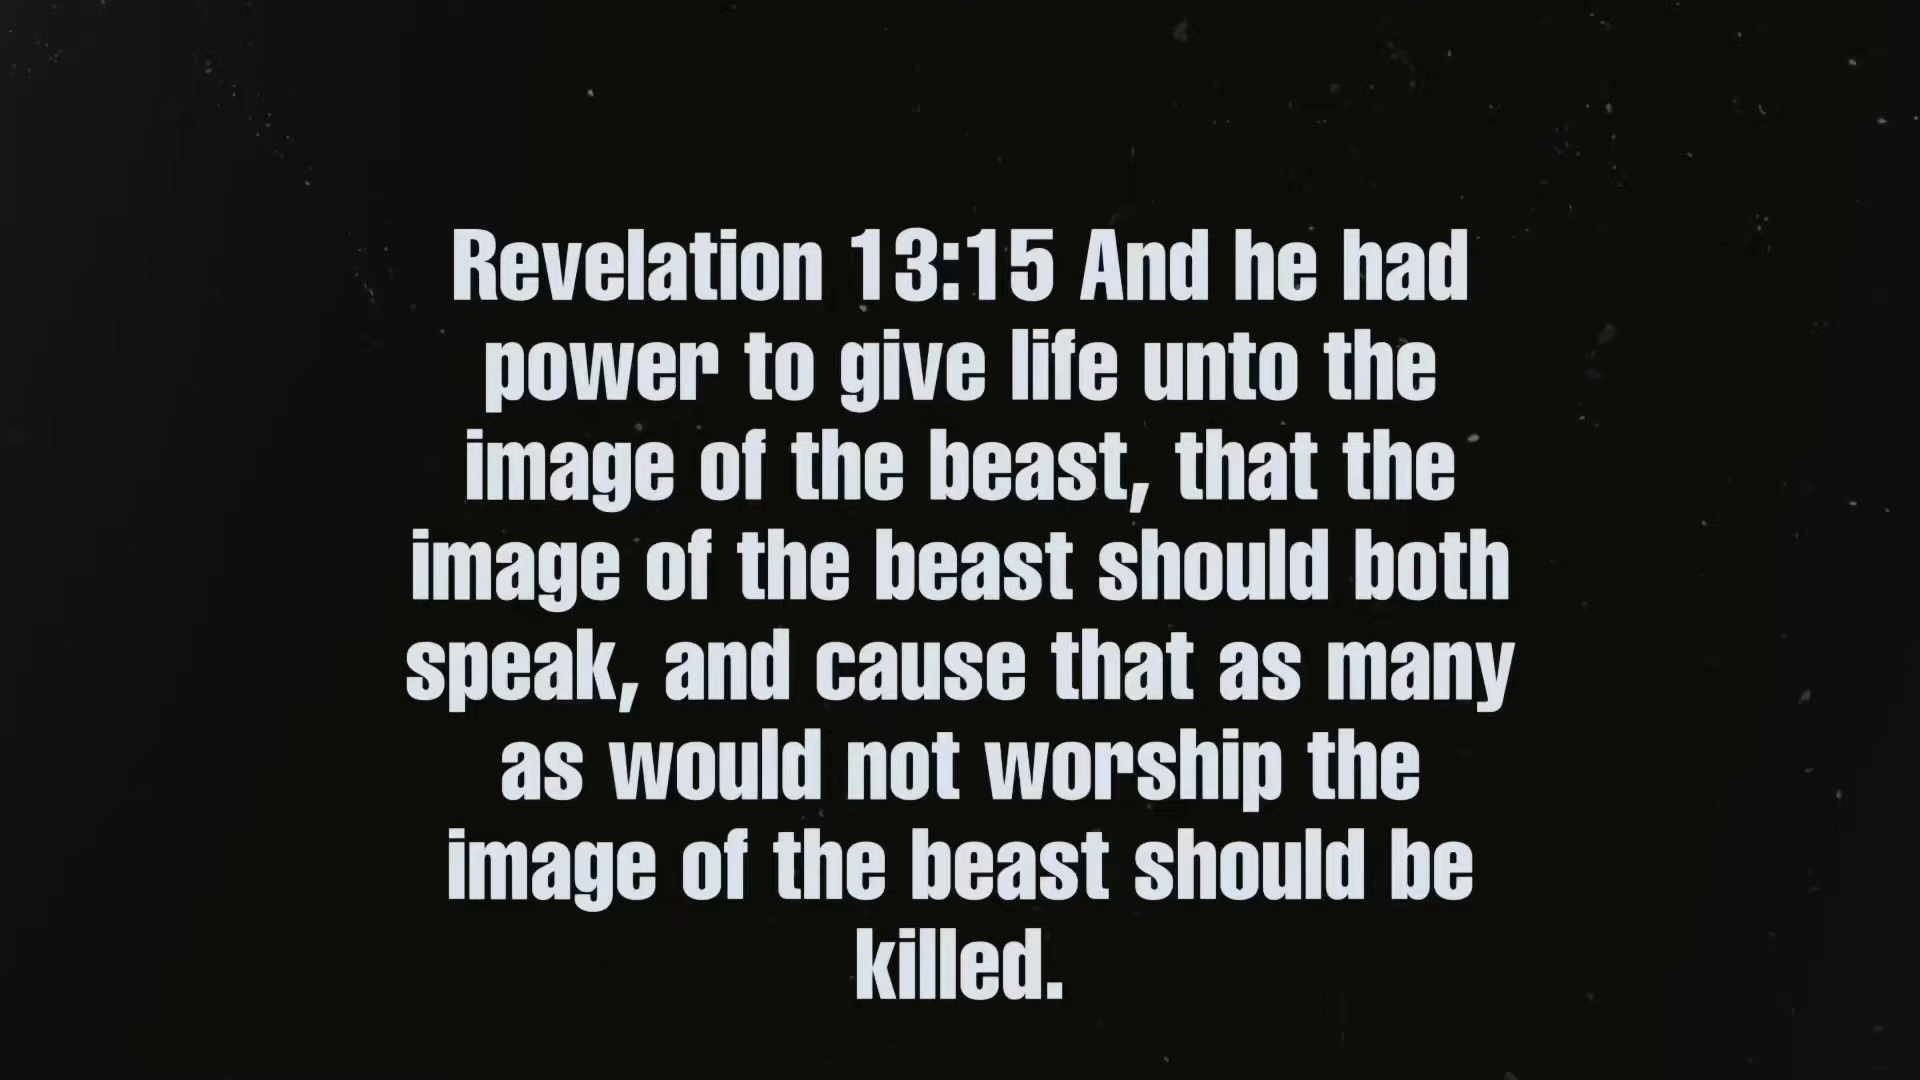 Revelation 13:15 And he had
power to give life unto the
image of the beast, that the
image of the beast should both
speak, and cause that as many
as would not worship the
image of the beast should be
killed.